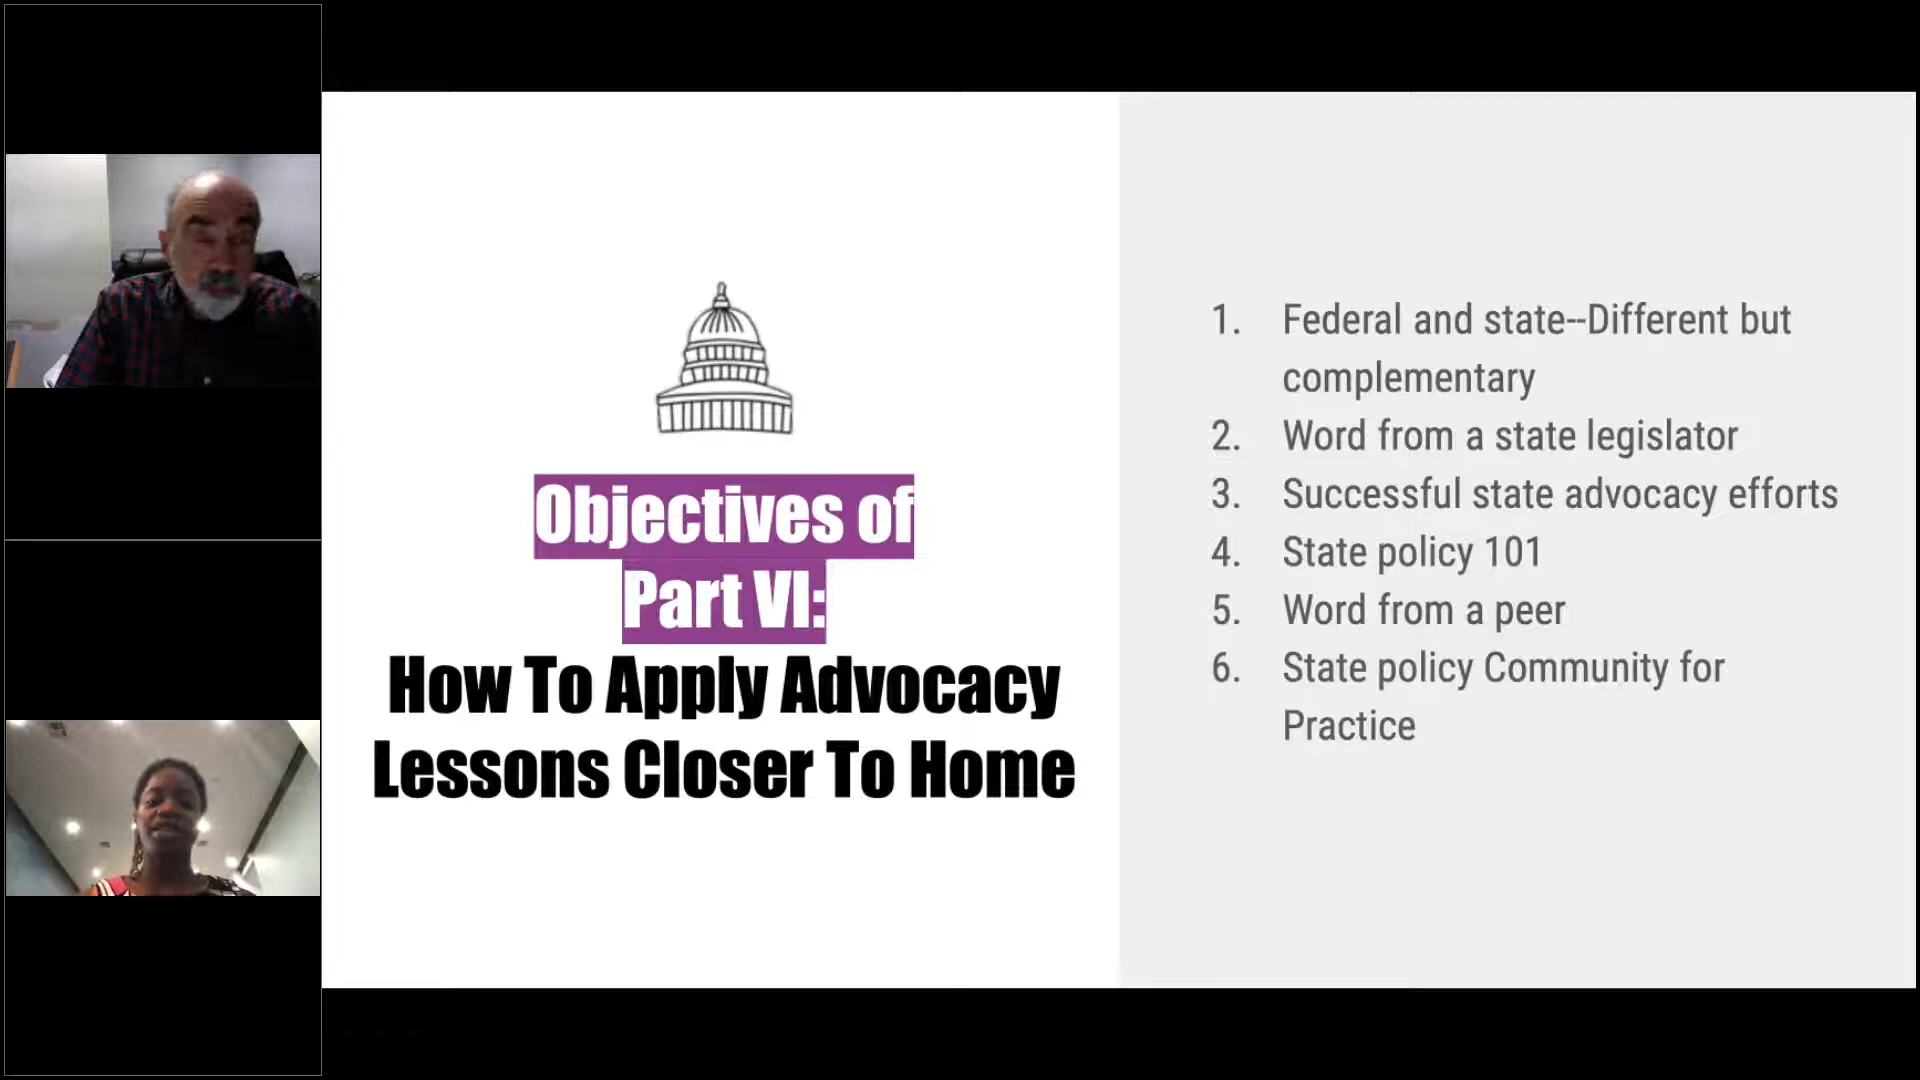 Objectives of
Part VI:
How To Apply Advocacy
Lessons Closer To Home
1. Federal and state--Different but
complementary
2. Word from a state legislator
3. Successful state advocacy efforts
4. State policy 101
5. Word from a peer
6. State policy Community for
Practice